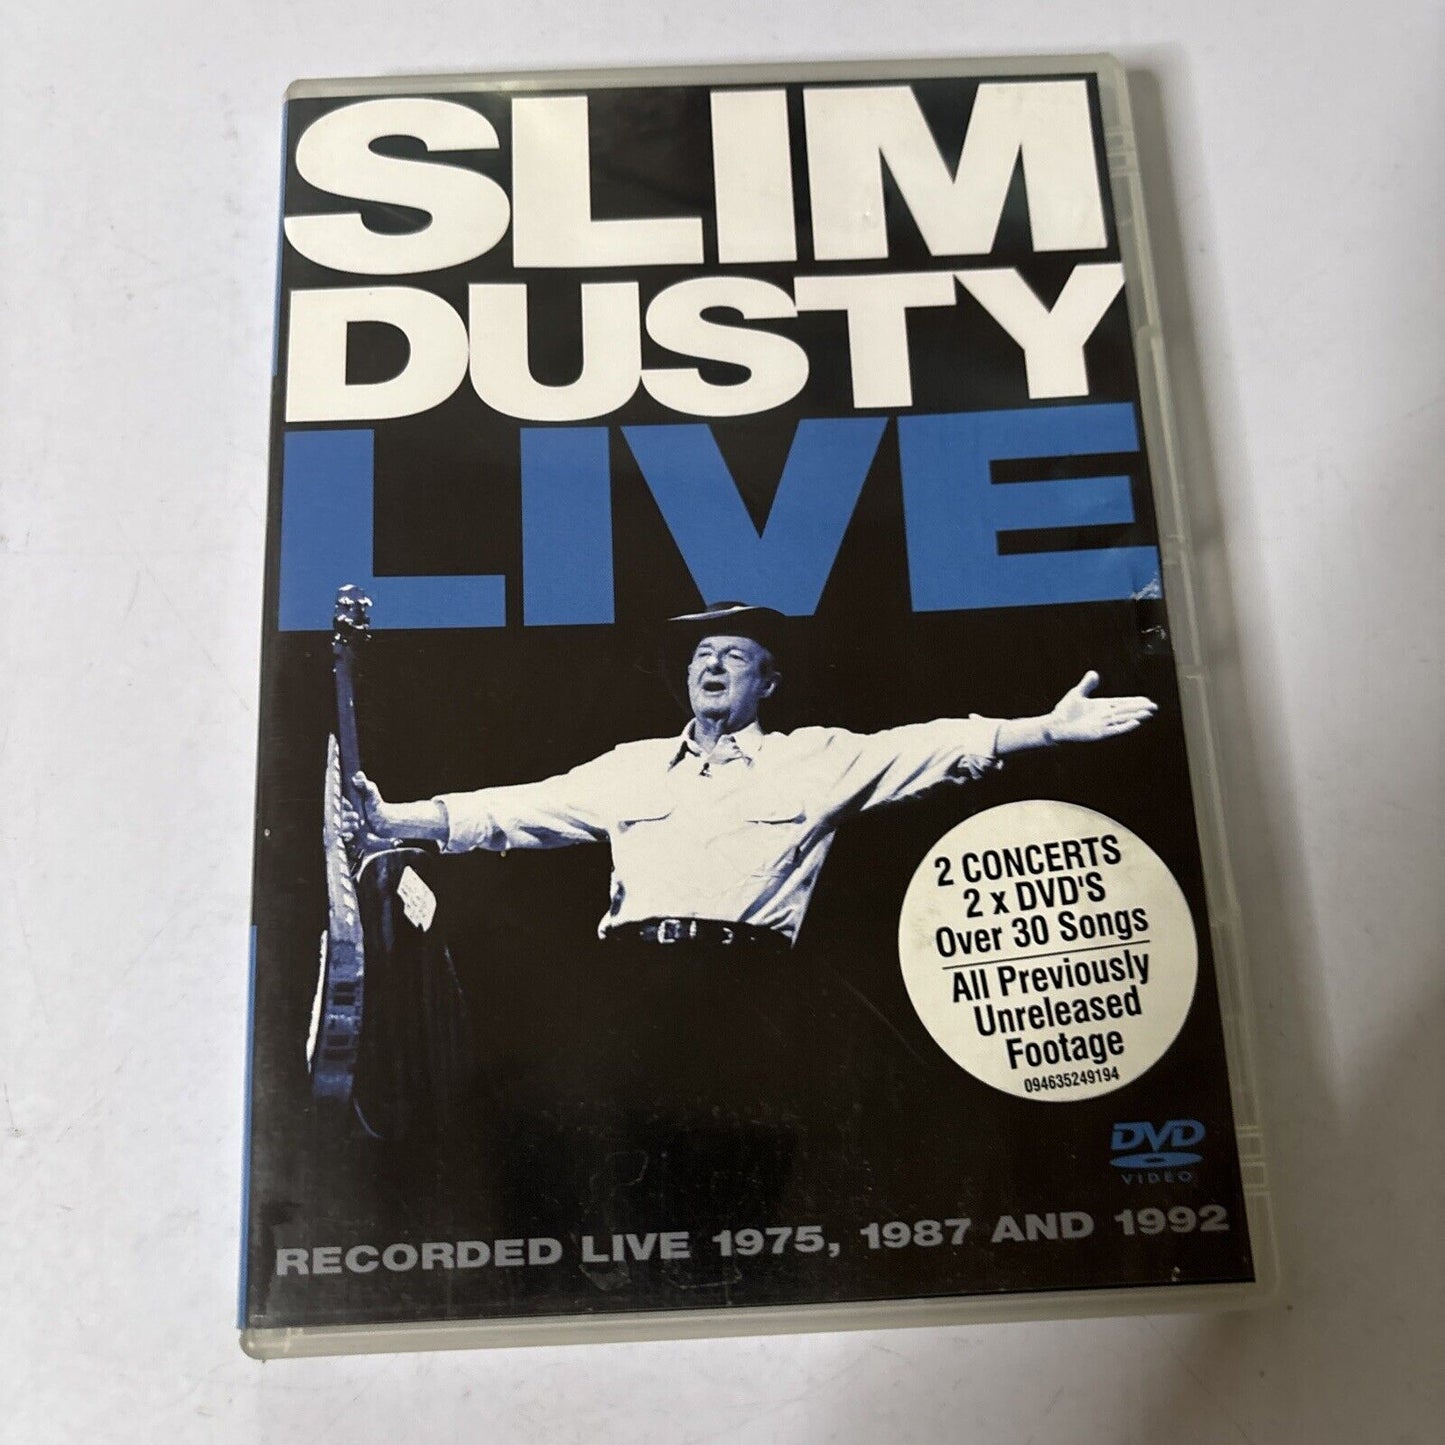 SLIM
DUSTY
LIVE
2 CONCERTS
2 x DVD'S
Over 30 Songs
All Previously
Unreleased
Footage
094635249194
DVD
VIDEO
RECORDED LIVE 1975, 1987 AND 1992